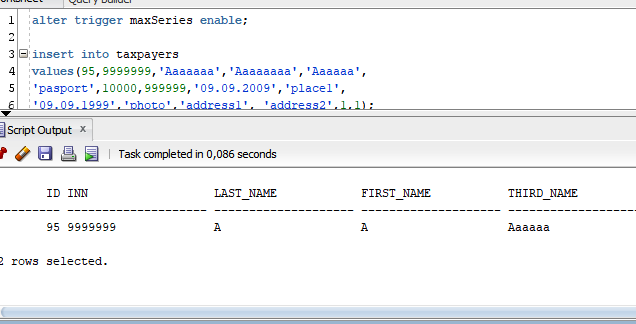 Query Builder
1 alter trigger maxSeries enable;
2
3 insert into taxpayers
4 values(95,9999999,'Aaaaaaa','Aaaaaaaa','Aaaaaa',
5 'pasport',10000,999999,'09.09.2009','place1',
6 '09.09.1999','photo','address1', 'address2',1,1);
Script Output x
Task completed in 0,086 seconds
ID INN LAST_NAME FIRST_NAME THIRD_NAME
--------- -------------------- -------------------- -------------------- ------------------
95 9999999 A A Aaaaaa
2 rows selected.